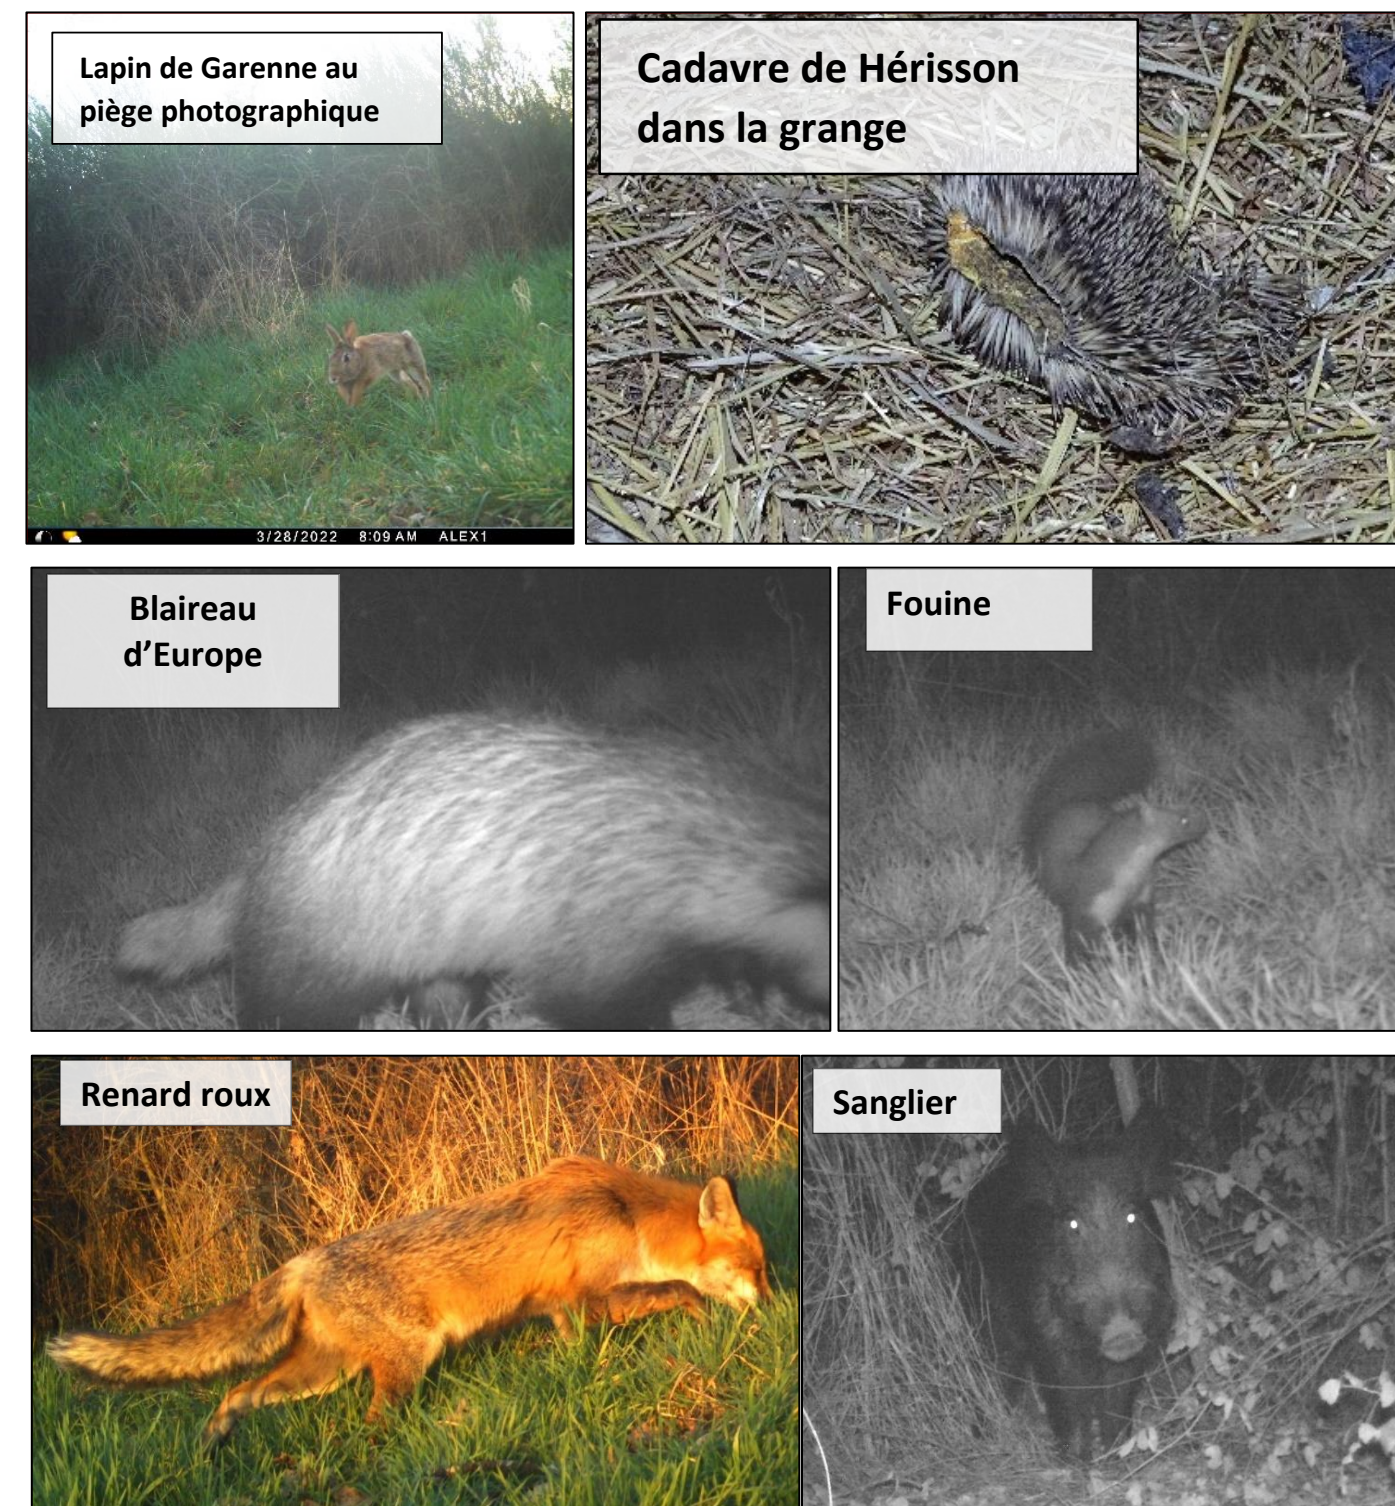 Lapin de Garenne au
piège photographique
Cadavre de Hérisson
dans la grange
3/28/2022 8:09 AM ALEX1
Blaireau
d’Europe
Fouine
Renard roux
Sanglier